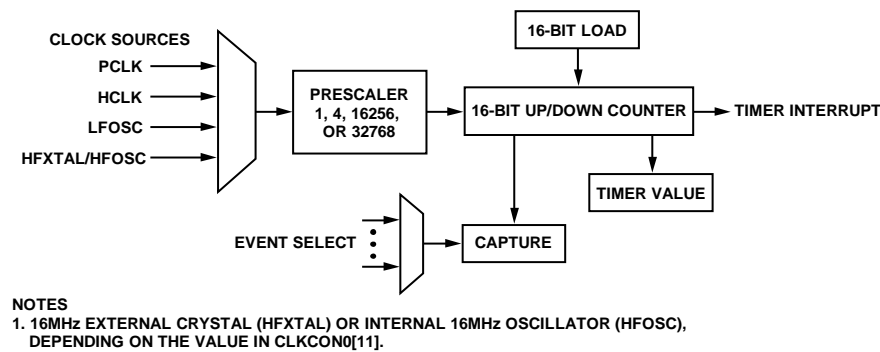 CLOCK SOURCES
PCLK
HCLK
LFOSC
HFXTAL/HFOSC
PRESCALER
1, 4, 16256,
OR 32768
16-BIT LOAD
16-BIT UP/DOWN COUNTER
TIMER INTERRUPT
TIMER VALUE
EVENT SELECT
CAPTURE
NOTES
1. 16MHz EXTERNAL CRYSTAL (HFXTAL) OR INTERNAL 16MHz OSCILLATOR (HFOSC),
DEPENDING ON THE VALUE IN CLKCON0[11].